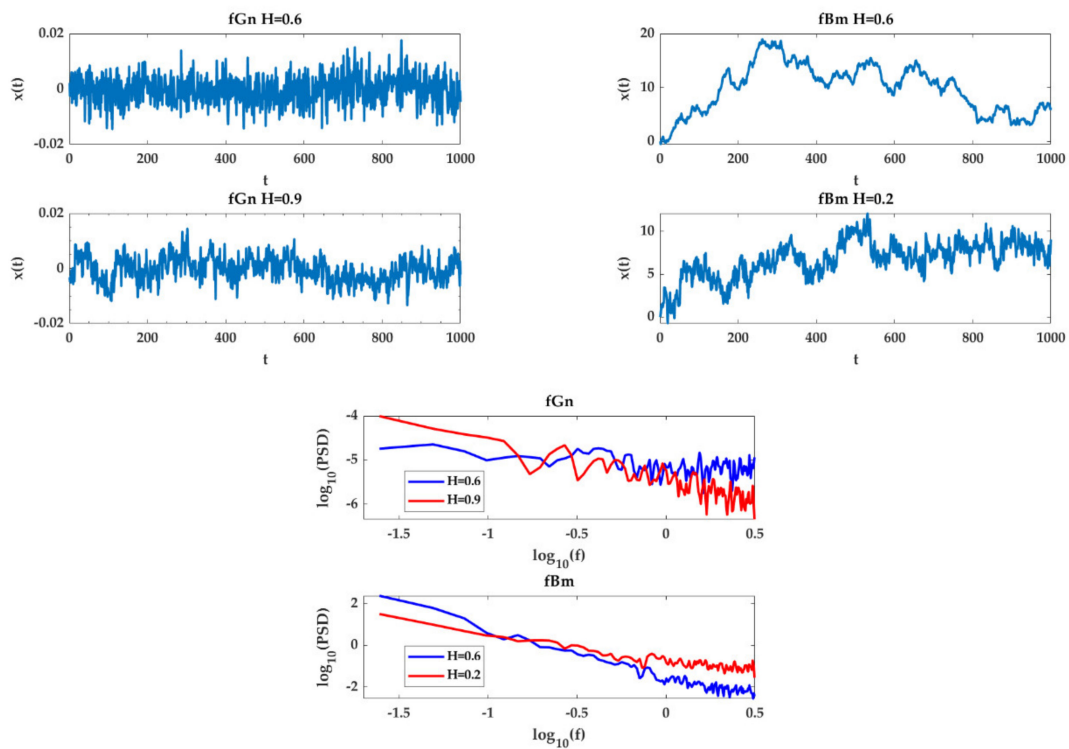 fGn H=0.6
0.02
0
-0.02
x(t)
0 200 400 600 800 1000
t
fBm H=0.6
20
10
0
x(t)
0 200 400 600 800 1000
t
fGn H=0.9
0.02
0
-0.02
x(t)
0 200 400 600 800 1000
t
fBm H=0.2
10
5
0
x(t)
0 200 400 600 800 1000
t
fGn
-4
-5
-6
log10(PSD)
H=0.6
H=0.9
-1.5 -1 -0.5 0 0.5
log10(f)
fBm
2
0
-2
log10(PSD)
H=0.6
H=0.2
-1.5 -1 -0.5 0 0.5
log10(f)